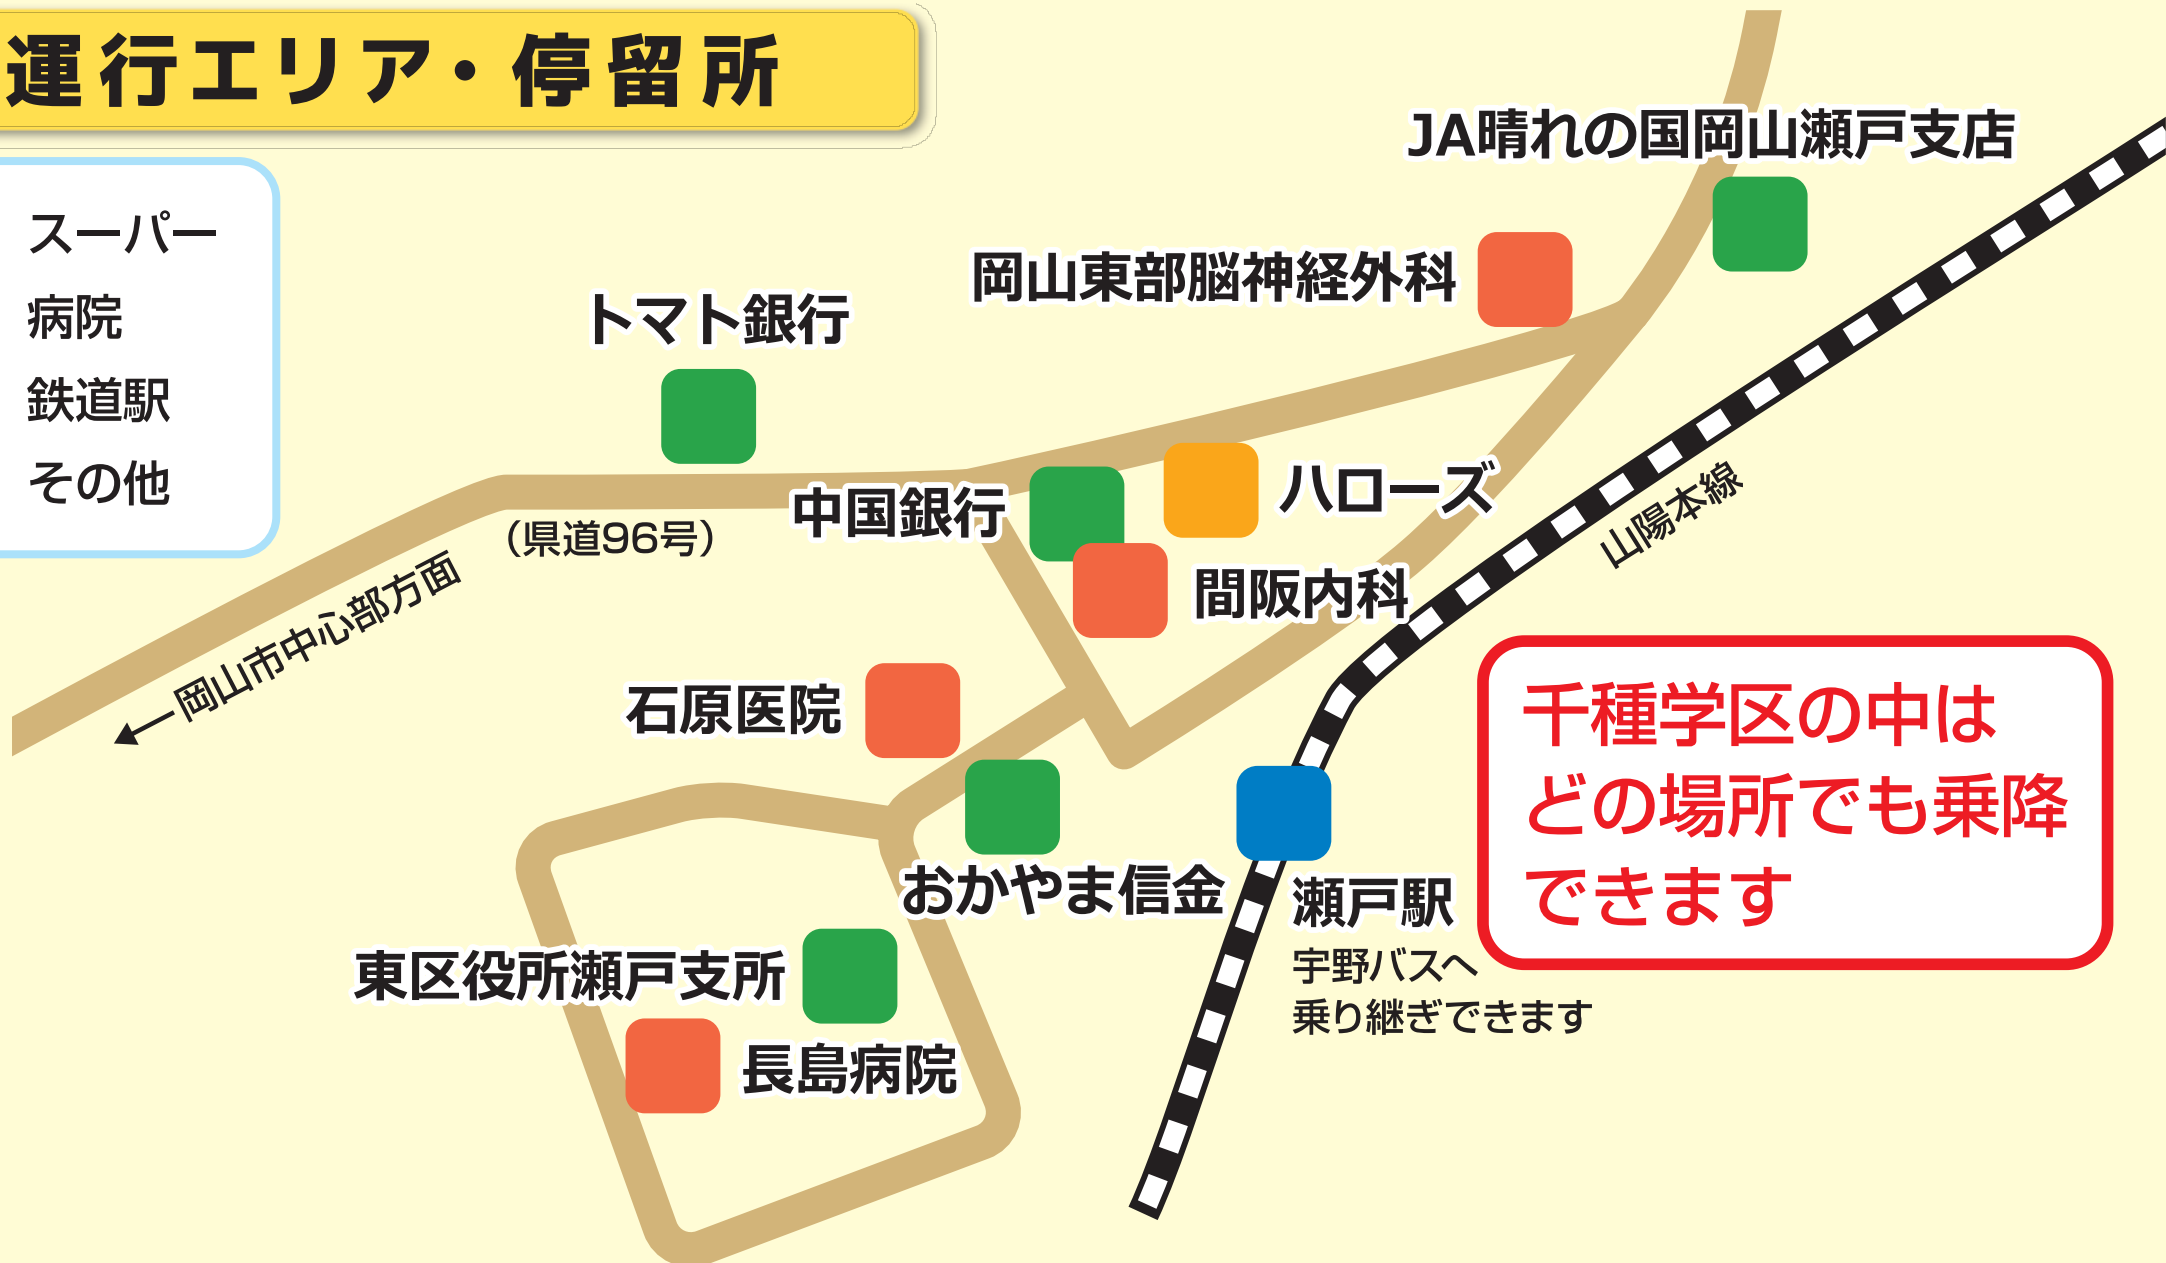 運行エリア・停留所
スーパー
病院
鉄道駅
その他
JA晴れの国岡山瀬戸支店
岡山東部脳神経外科
トマト銀行
中国銀行
ハローズ
（県道96号）
間阪内科
山陽本線
←岡山市中心部方面
石原医院
千種学区の中は
どの場所でも乗降
できます
おかやま信金
瀬戸駅
宇野バスへ
乗り継ぎできます
東区役所瀬戸支所
長島病院